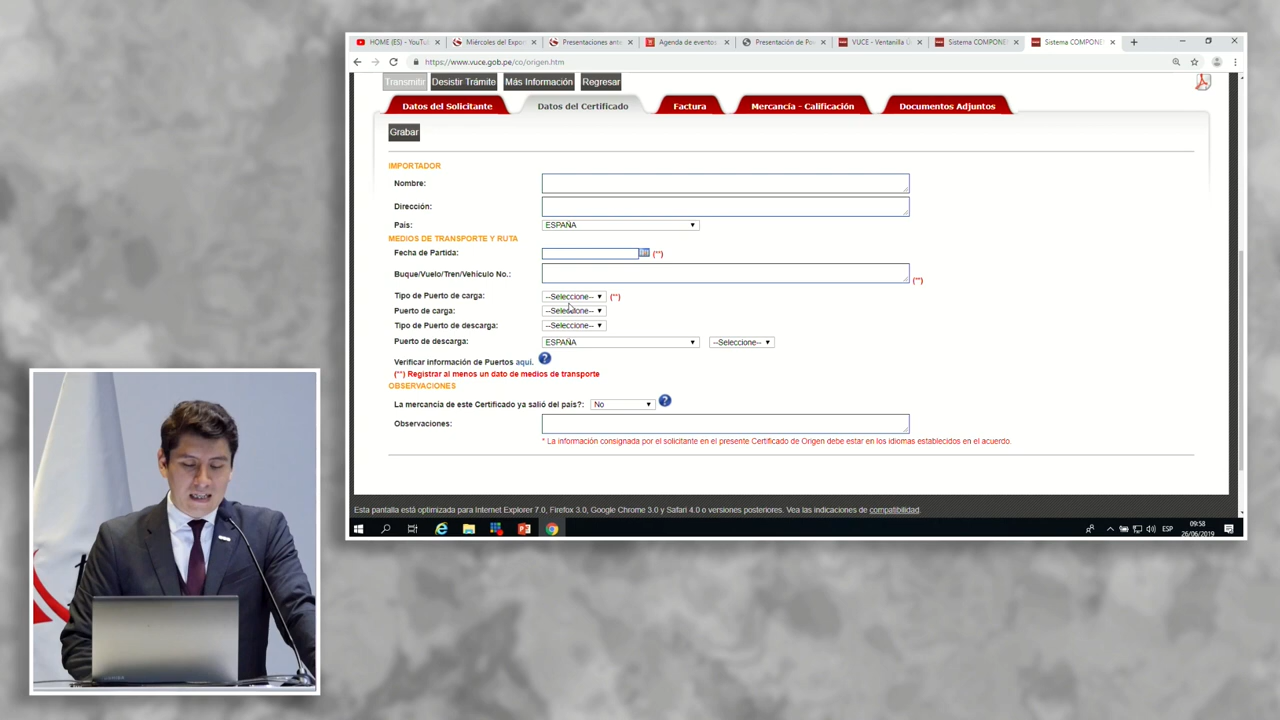 HOME (ES) - YouTu
Miércoles del Expo
Presentaciones ante
Agenda de eventos
Presentación de Po
VUCE - Ventanilla U
Sistema COMPONE
Sistema COMPONE
https://www.vuce.gob.pe/co/origen.htm
Transmitir
Desistir Trámite
Más Información
Regresar
Datos del Solicitante
Datos del Certificado
Factura
Mercancía - Calificación
Documentos Adjuntos
Grabar
IMPORTADOR
Nombre:
Dirección:
País: ESPAÑA
MEDIOS DE TRANSPORTE Y RUTA
Fecha de Partida: (**)
Buque/Vuelo/Tren/Vehículo No.: (**)
Tipo de Puerto de carga: --Seleccione-- (**)
Puerto de carga: --Seleccione--
Tipo de Puerto de descarga: --Seleccione--
Puerto de descarga: ESPAÑA --Seleccione--
Verificar información de Puertos aquí. ?
(**) Registrar al menos un dato de medios de transporte
OBSERVACIONES
La mercancía de este Certificado ya salió del país?: No ?
Observaciones:
* La información consignada por el solicitante en el presente Certificado de Origen debe estar en los idiomas establecidos en el acuerdo.
Esta pantalla está optimizada para Internet Explorer 7.0, Firefox 3.0, Google Chrome 3.0 y Safari 4.0 o versiones posteriores. Vea las indicaciones de compatibilidad.
ESP
09:58
26/06/2019